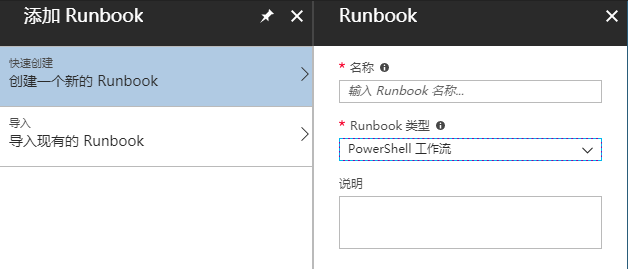 添加 Runbook
快速创建
创建一个新的 Runbook
导入
导入现有的 Runbook
Runbook
* 名称
输入 Runbook 名称...
* Runbook 类型
PowerShell 工作流
说明